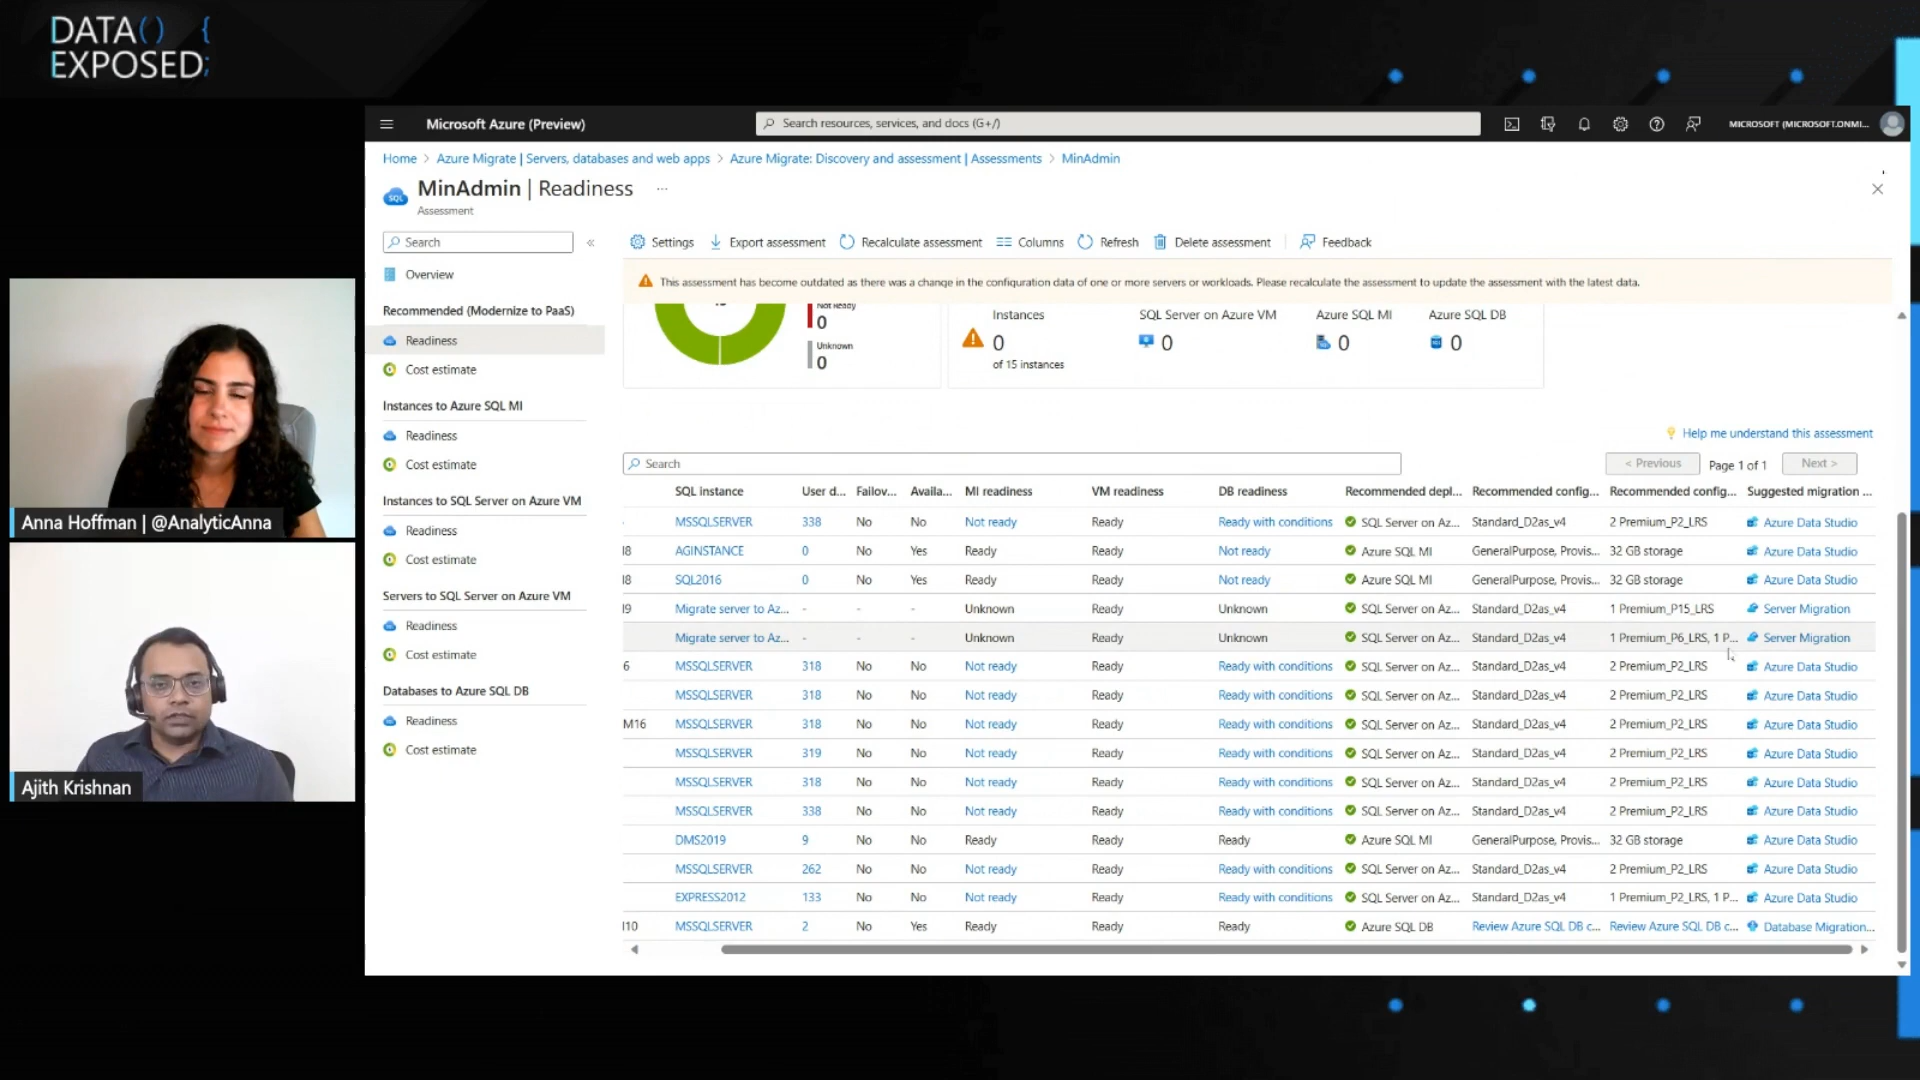 DATA() {
EXPOSED;
Microsoft Azure (Preview)
Search resources, services, and docs (G+/)
MICROSOFT (MICROSOFT.ONMI...
Home > Azure Migrate | Servers, databases and web apps > Azure Migrate: Discovery and assessment | Assessments > MinAdmin
MinAdmin | Readiness ...
Assessment
Search «
Overview
Recommended (Modernize to PaaS)
Readiness
Cost estimate
Instances to Azure SQL MI
Readiness
Cost estimate
Instances to SQL Server on Azure VM
Readiness
Cost estimate
Servers to SQL Server on Azure VM
Readiness
Cost estimate
Databases to Azure SQL DB
Readiness
Cost estimate
Settings Export assessment Recalculate assessment Columns Refresh Delete assessment Feedback
This assessment has become outdated as there was a change in the configuration data of one or more servers or workloads. Please recalculate the assessment to update the assessment with the latest data.
Not Ready
0
Unknown
0
Instances SQL Server on Azure VM Azure SQL MI Azure SQL DB
0 0 0 0
of 15 instances
Help me understand this assessment
Search
< Previous Page 1 of 1 Next >
SQL instance User d... Failov... Availa... MI readiness VM readiness DB readiness Recommended depl... Recommended config... Recommended config... Suggested migration ...
MSSQLSERVER 338 No No Not ready Ready Ready with conditions SQL Server on Az... Standard_D2as_v4 2 Premium_P2_LRS Azure Data Studio
18 AGINSTANCE 0 No Yes Ready Ready Not ready Azure SQL MI GeneralPurpose, Provis... 32 GB storage Azure Data Studio
18 SQL2016 0 No Yes Ready Ready Not ready Azure SQL MI GeneralPurpose, Provis... 32 GB storage Azure Data Studio
19 Migrate server to Az... - - - Unknown Ready Unknown SQL Server on Az... Standard_D2as_v4 1 Premium_P15_LRS Server Migration
Migrate server to Az... - - - Unknown Ready Unknown SQL Server on Az... Standard_D2as_v4 1 Premium_P6_LRS, 1 P... Server Migration
6 MSSQLSERVER 318 No No Not ready Ready Ready with conditions SQL Server on Az... Standard_D2as_v4 2 Premium_P2_LRS Azure Data Studio
MSSQLSERVER 318 No No Not ready Ready Ready with conditions SQL Server on Az... Standard_D2as_v4 2 Premium_P2_LRS Azure Data Studio
M16 MSSQLSERVER 318 No No Not ready Ready Ready with conditions SQL Server on Az... Standard_D2as_v4 2 Premium_P2_LRS Azure Data Studio
MSSQLSERVER 319 No No Not ready Ready Ready with conditions SQL Server on Az... Standard_D2as_v4 2 Premium_P2_LRS Azure Data Studio
MSSQLSERVER 318 No No Not ready Ready Ready with conditions SQL Server on Az... Standard_D2as_v4 2 Premium_P2_LRS Azure Data Studio
MSSQLSERVER 338 No No Not ready Ready Ready with conditions SQL Server on Az... Standard_D2as_v4 2 Premium_P2_LRS Azure Data Studio
DMS2019 9 No No Ready Ready Ready Azure SQL MI GeneralPurpose, Provis... 32 GB storage Azure Data Studio
MSSQLSERVER 262 No No Not ready Ready Ready with conditions SQL Server on Az... Standard_D2as_v4 2 Premium_P2_LRS Azure Data Studio
EXPRESS2012 133 No No Not ready Ready Ready with conditions SQL Server on Az... Standard_D2as_v4 1 Premium_P6_LRS, 1 P... Azure Data Studio
110 MSSQLSERVER 2 No Yes Ready Ready Ready Azure SQL DB Review Azure SQL DB c... Review Azure SQL DB c... Database Migration...
Anna Hoffman | @AnalyticAnna
Ajith Krishnan